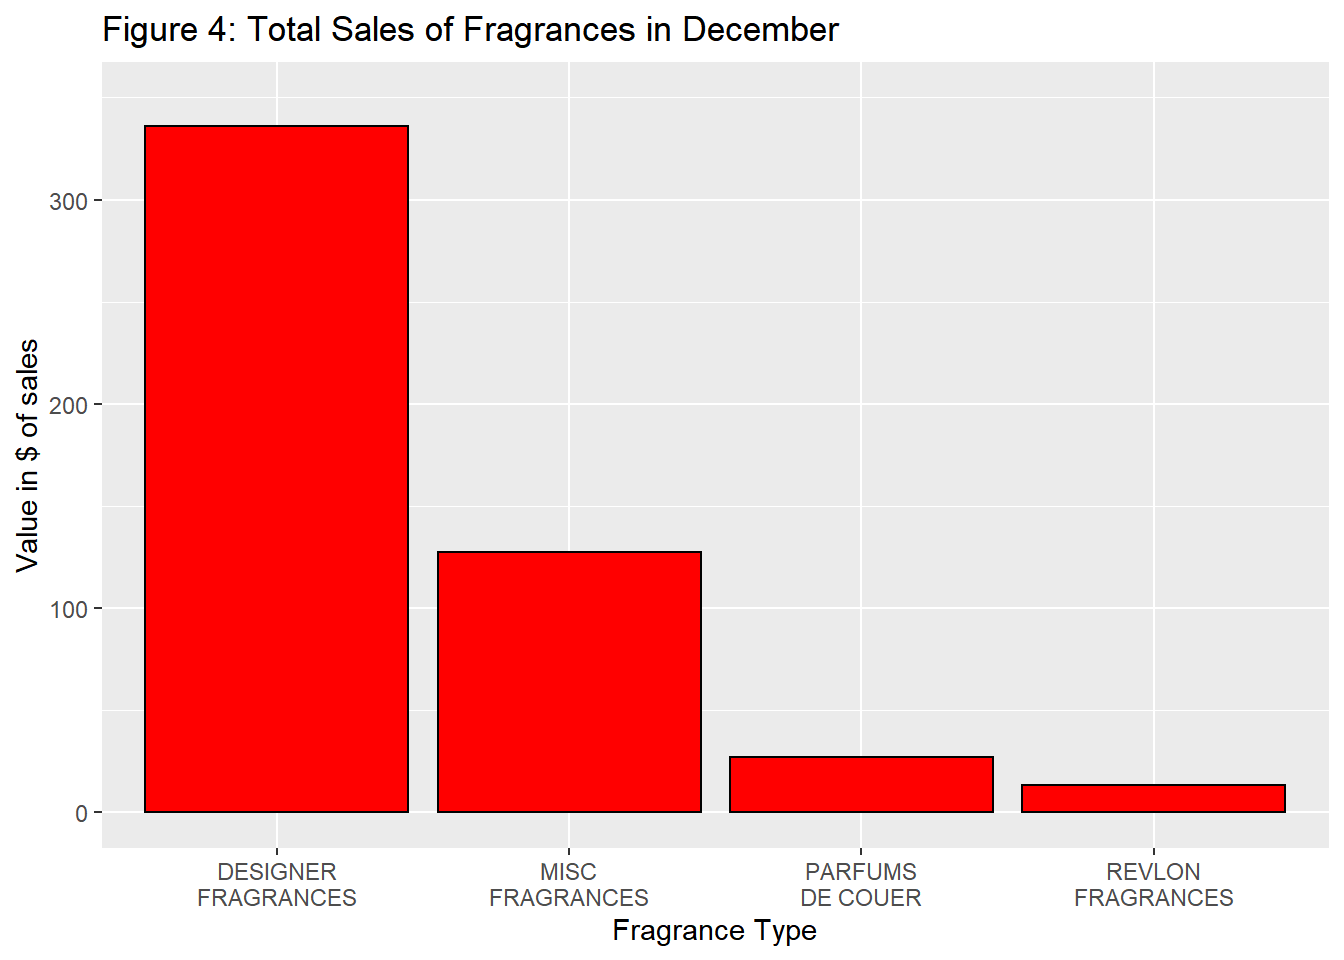 Figure 4: Total Sales of Fragrances in December
Value in $ of sales
300
200
100
0
DESIGNER
FRAGRANCES
MISC
FRAGRANCES
PARFUMS
DE COUER
REVLON
FRAGRANCES
Fragrance Type